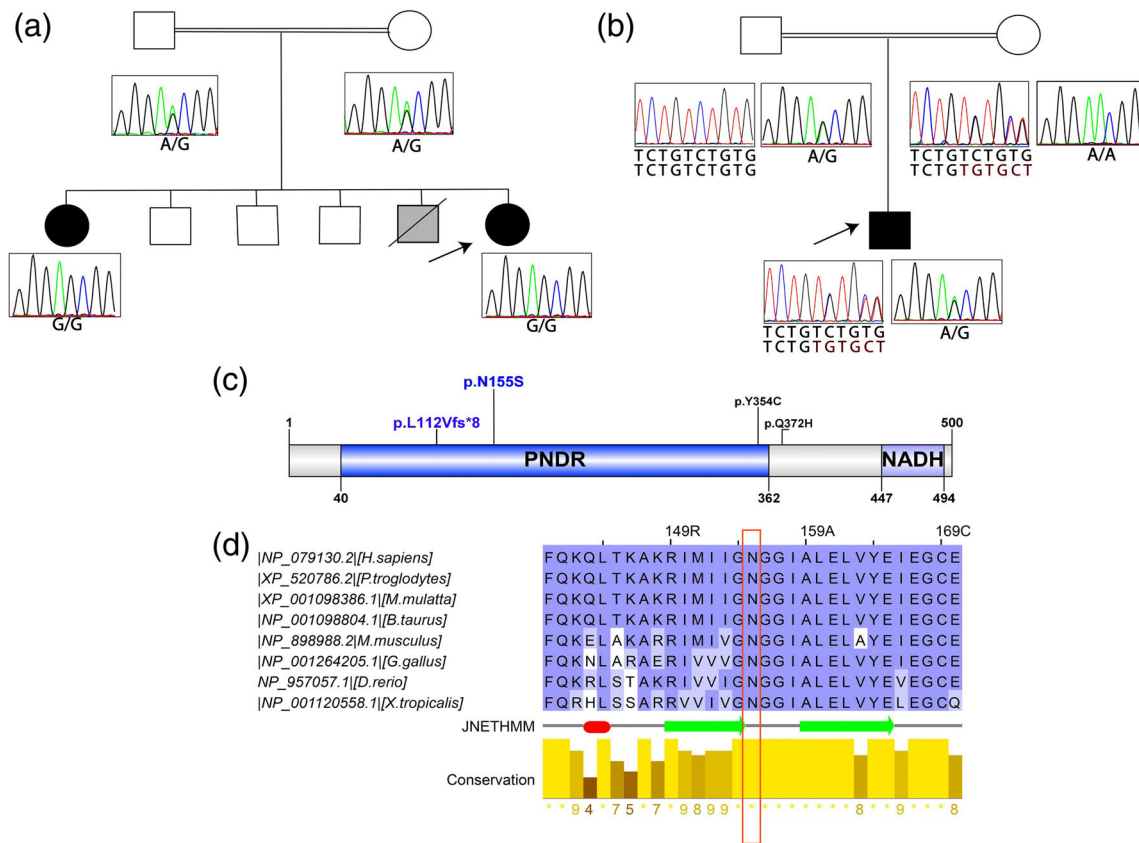 (a)
(b)
A/G
A/G
G/G
G/G
TCTGTCTGTG
TCTGTCTGTG
A/G
TCTGTCTGTG
TCTGTGTGCT
A/A
TCTGTCTGTG
TCTGTGTGCT
A/G
(c)
p.N155S
p.L112Vfs*8
p.Y354C
p.Q372H
1
500
PNDR
NADH
40
362
447
494
(d)
149R 159A 169C
|NP_079130.2|[H.sapiens] FQKQLTKAKRIMIIGNGGIALELVYEIEGCE
|XP_520786.2|[P.troglodytes] FQKQLTKAKRIMIIGNGGIALELVYEIEGCE
|XP_001098386.1|[M.mulatta] FQKQLTKAKRIMIIGNGGIALELVYEIEGCE
|NP_001098804.1|[B.taurus] FQKQLTKAKRIMIIGNGGIALELVYEIEGCE
|NP_898988.2|M.musculus] FQKELAKARRIMIVGNGGIALELAYEIEGCE
|NP_001264205.1|[G.gallus] FQKNLARAERIVVVGNGGIALELVYEIEGCE
NP_957057.1|[D.rerio] FQKRLSTAKRIVVIGNGGIALELVYEVEGCE
|NP_001120558.1|[X.tropicalis] FQRHLSSARRVVIVGNGGIALELVYELEGCQ
JNETHMM
Conservation
**94*75*7*9899*********8**9***8